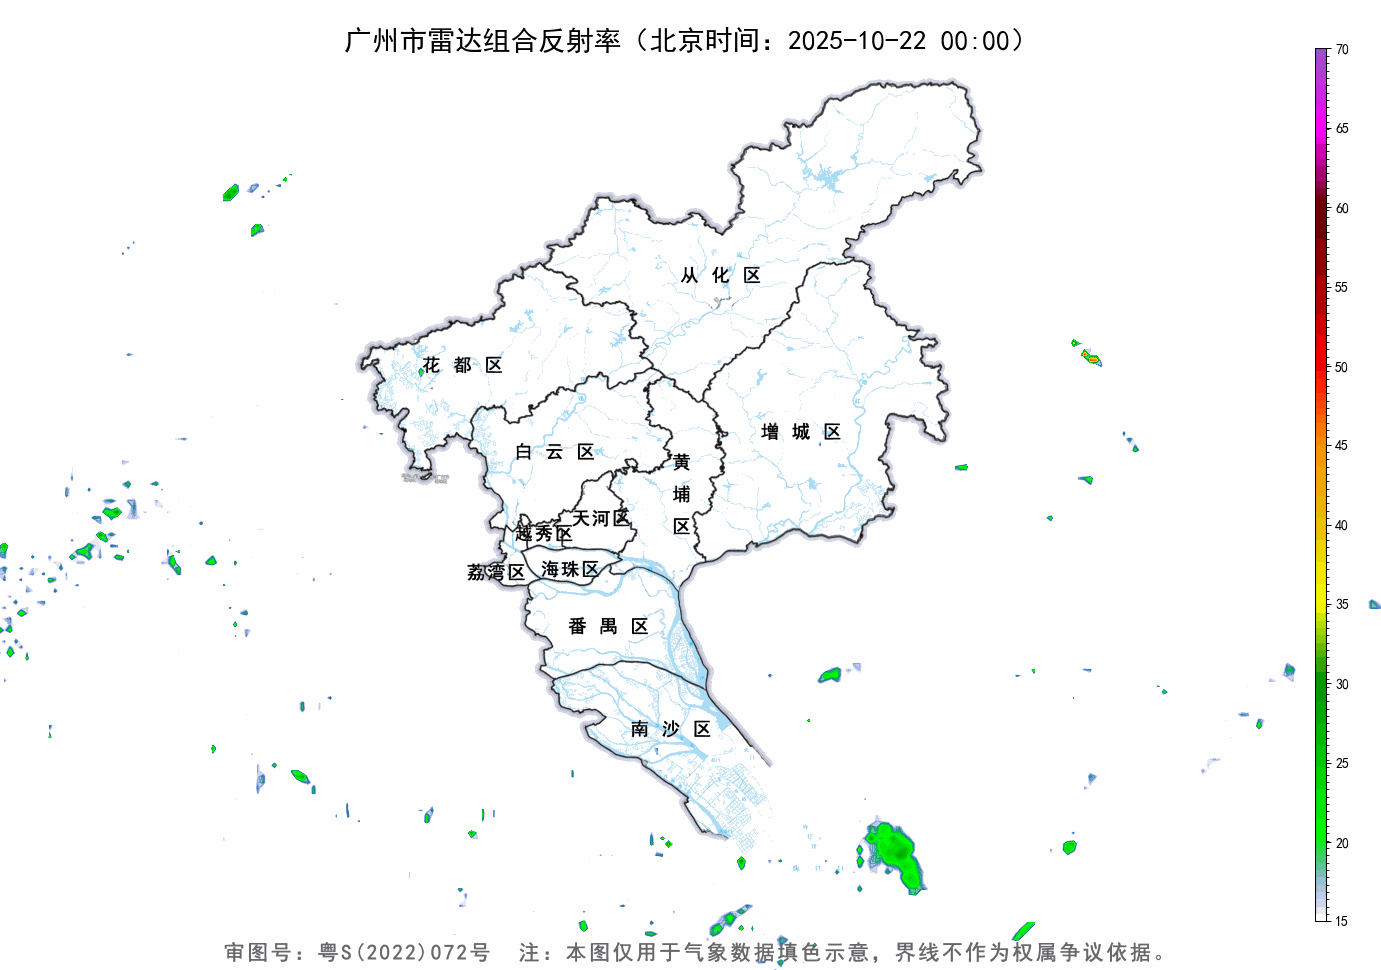 广州市雷达组合反射率（北京时间：2025-10-22 00:00）
70
65
60
55
50
45
40
35
30
25
20
15
从化区
花都区
增城区
白云区
黄埔区
天河区
越秀区
荔湾区
海珠区
番禺区
南沙区
审图号：粤S(2022)072号 注：本图仅用于气象数据填色示意，界线不作为权属争议依据。